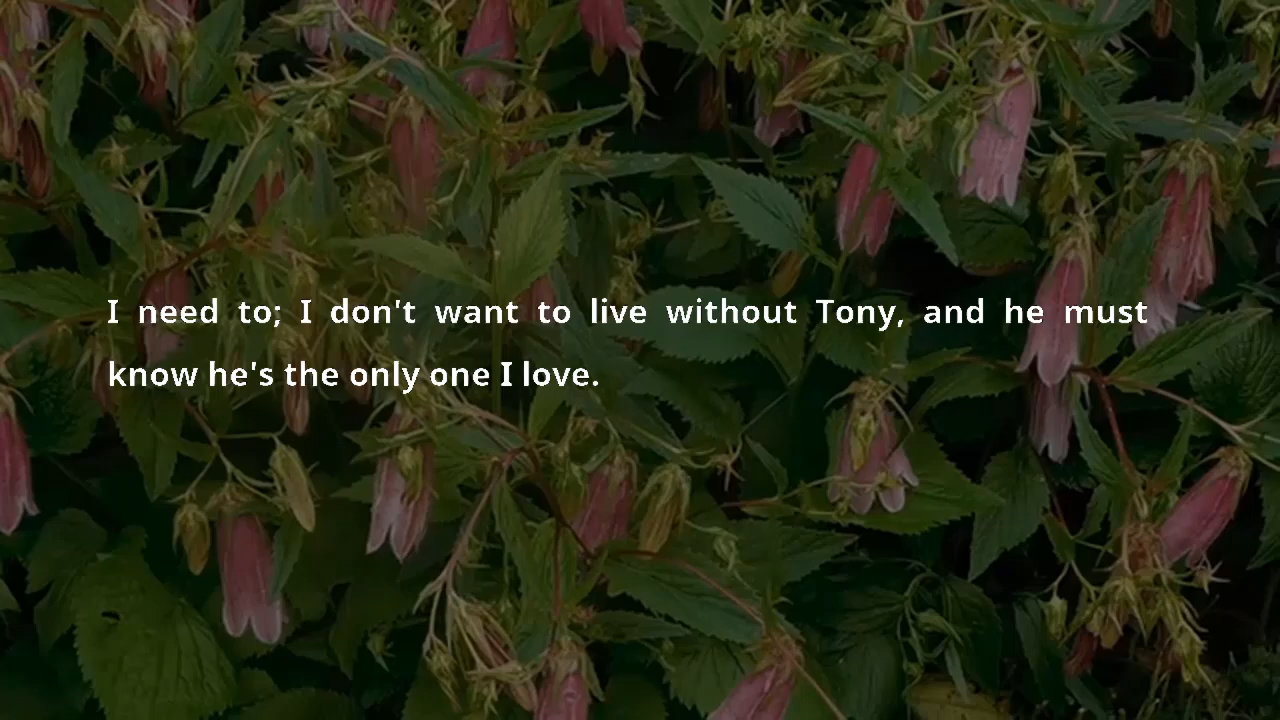 I need to; I don't want to live without Tony, and he must
know he's the only one I love.